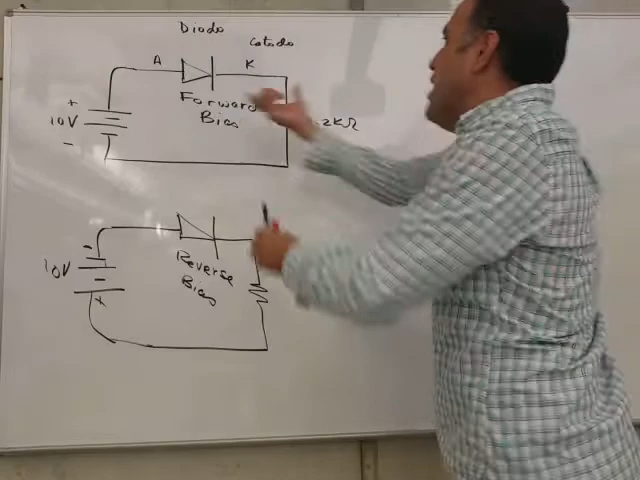 Diodo
Catodo
A K
Forward
Bias
+
10V
-
2KΩ
-
10V
+
Reverse
Bias